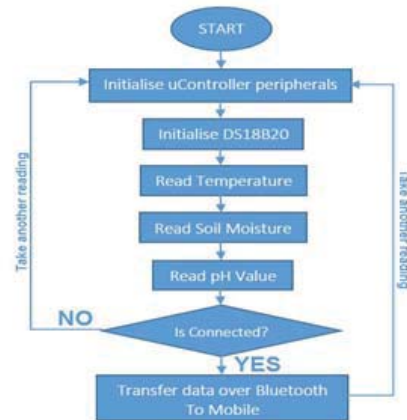 START
Initialise uController peripherals
Initialise DS18B20
Read Temperature
Read Soil Moisture
Read pH Value
Is Connected?
NO
YES
Transfer data over Bluetooth
To Mobile
Take another reading
Take another reading